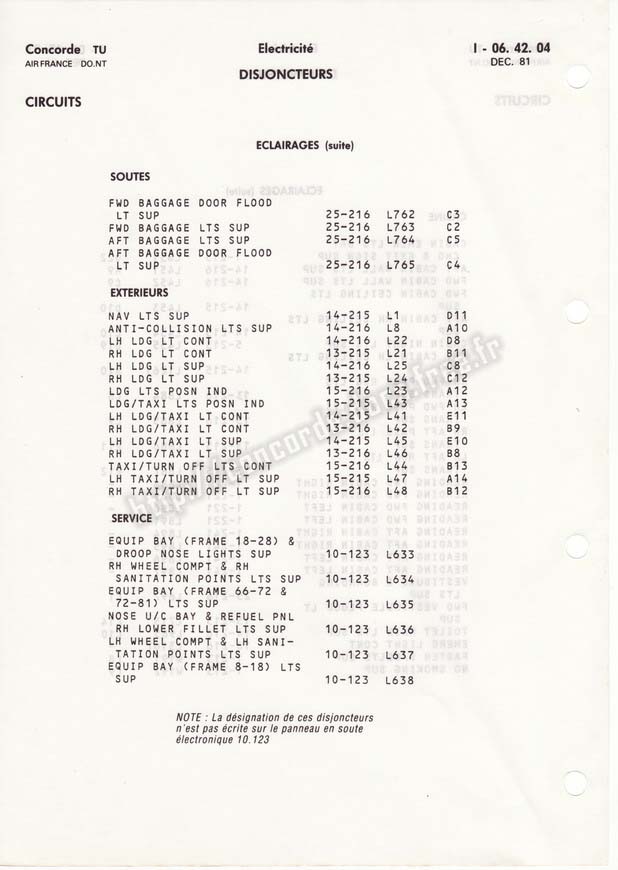 Concorde TU Electricité I - 06. 42. 04
AIR FRANCE DO.NT DISJONCTEURS DEC. 81
CIRCUITS
ECLAIRAGES (suite)
SOUTES
FWD BAGGAGE DOOR FLOOD
LT SUP 25-216 L762 C3
FWD BAGGAGE LTS SUP 25-216 L763 C2
AFT BAGGAGE LTS SUP 25-216 L764 C5
AFT BAGGAGE DOOR FLOOD
LT SUP 25-216 L765 C4
EXTERIEURS
NAV LTS SUP 14-215 L1 D11
ANTI-COLLISION LTS SUP 14-216 L8 A10
LH LDG LT CONT 14-216 L22 D8
RH LDG LT CONT 13-215 L21 B11
LH LDG LT SUP 14-216 L25 C8
RH LDG LT SUP 13-215 L24 C12
LDG LTS POSN IND 15-216 L23 A12
LDG/TAXI LTS POSN IND 15-216 L43 A13
LH LDG/TAXI LT CONT 14-215 L41 E11
RH LDG/TAXI LT CONT 13-216 L42 B9
LH LDG/TAXI LT SUP 14-215 L45 E10
RH LDG/TAXI LT SUP 13-216 L46 B8
TAXI/TURN OFF LTS CONT 15-216 L44 B13
LH TAXI/TURN OFF LT SUP 15-215 L47 A14
RH TAXI/TURN OFF LT SUP 15-216 L48 B12
SERVICE
EQUIP BAY (FRAME 18-28) &
DROOP NOSE LIGHTS SUP 10-123 L633
RH WHEEL COMPT & RH
SANITATION POINTS LTS SUP 10-123 L634
EQUIP BAY (FRAME 66-72 &
72-81) LTS SUP 10-123 L635
NOSE U/C BAY & REFUEL PNL
RH LOWER FILLET LTS SUP 10-123 L636
LH WHEEL COMPT & LH SANI-
TATION POINTS LTS SUP 10-123 L637
EQUIP BAY (FRAME 8-18) LTS
SUP 10-123 L638
NOTE : La désignation de ces disjoncteurs
n'est pas écrite sur le panneau en soute
électronique 10.123